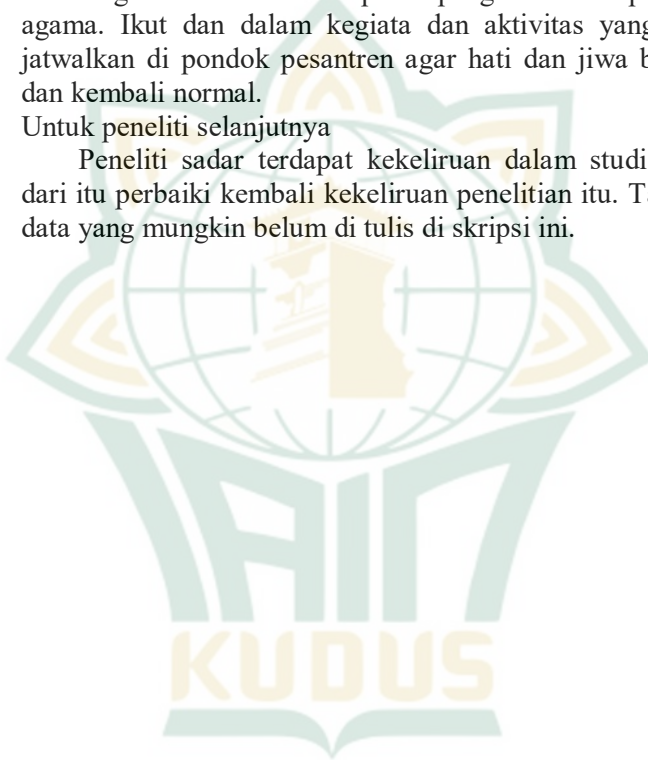 agama. Ikut dan dalam kegiata dan aktivitas yang
jatwalkan di pondok pesantren agar hati dan jiwa b
dan kembali normal.
Untuk peneliti selanjutnya
Peneliti sadar terdapat kekeliruan dalam studi
dari itu perbaiki kembali kekeliruan penelitian itu. Ta
data yang mungkin belum di tulis di skripsi ini.
IAIN
KUDUS